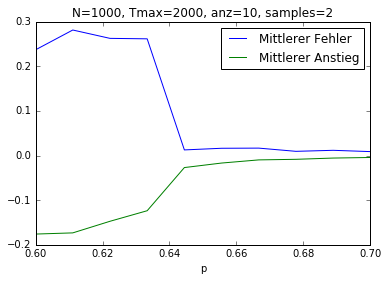 N=1000, Tmax=2000, anz=10, samples=2
Mittlerer Fehler
Mittlerer Anstieg
0.3
0.2
0.1
0.0
−0.1
−0.2
0.60 0.62 0.64 0.66 0.68 0.70
p